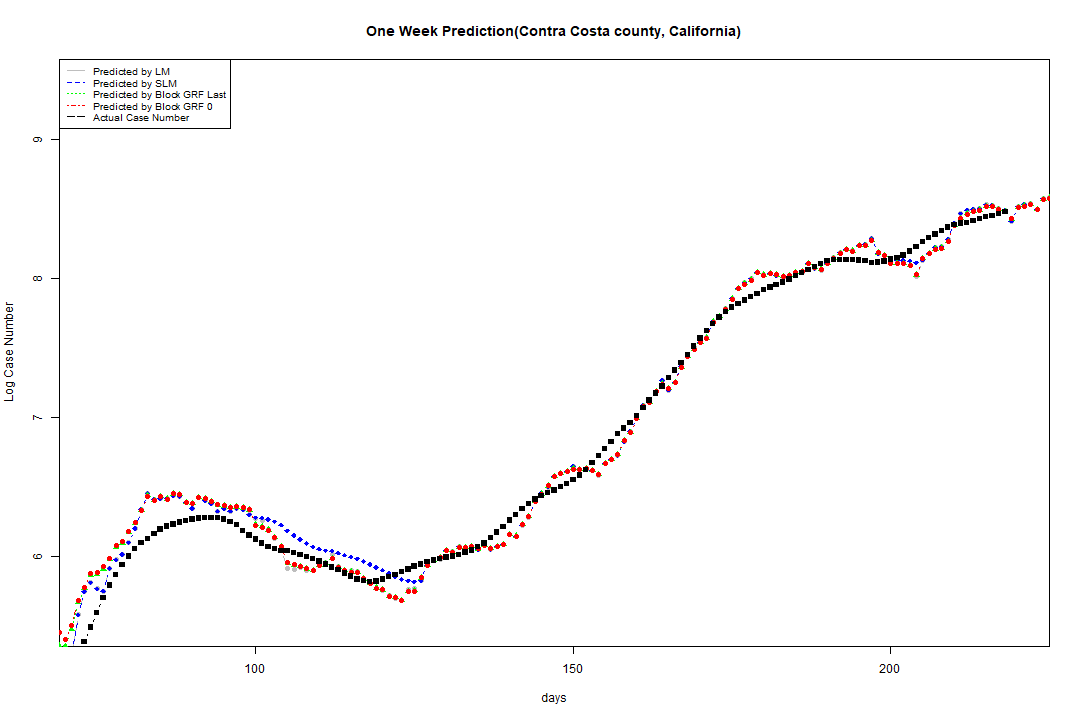 One Week Prediction(Contra Costa county, California)
Predicted by LM
Predicted by SLM
Predicted by Block GRF Last
Predicted by Block GRF 0
Actual Case Number
9
8
7
6
Log Case Number
100
150
200
days